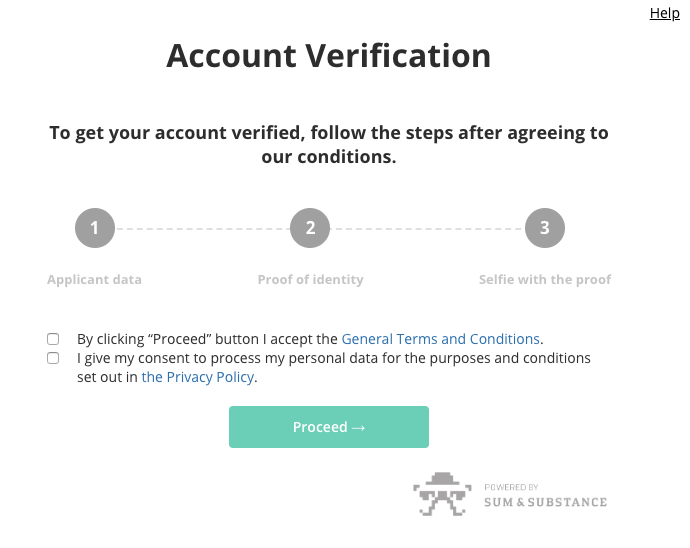 Help
Account Verification
To get your account verified, follow the steps after agreeing to
our conditions.
1 2 3
Applicant data Proof of identity Selfie with the proof
By clicking “Proceed” button I accept the General Terms and Conditions.
I give my consent to process my personal data for the purposes and conditions
set out in the Privacy Policy.
Proceed →
POWERED BY
SUM & SUBSTANCE